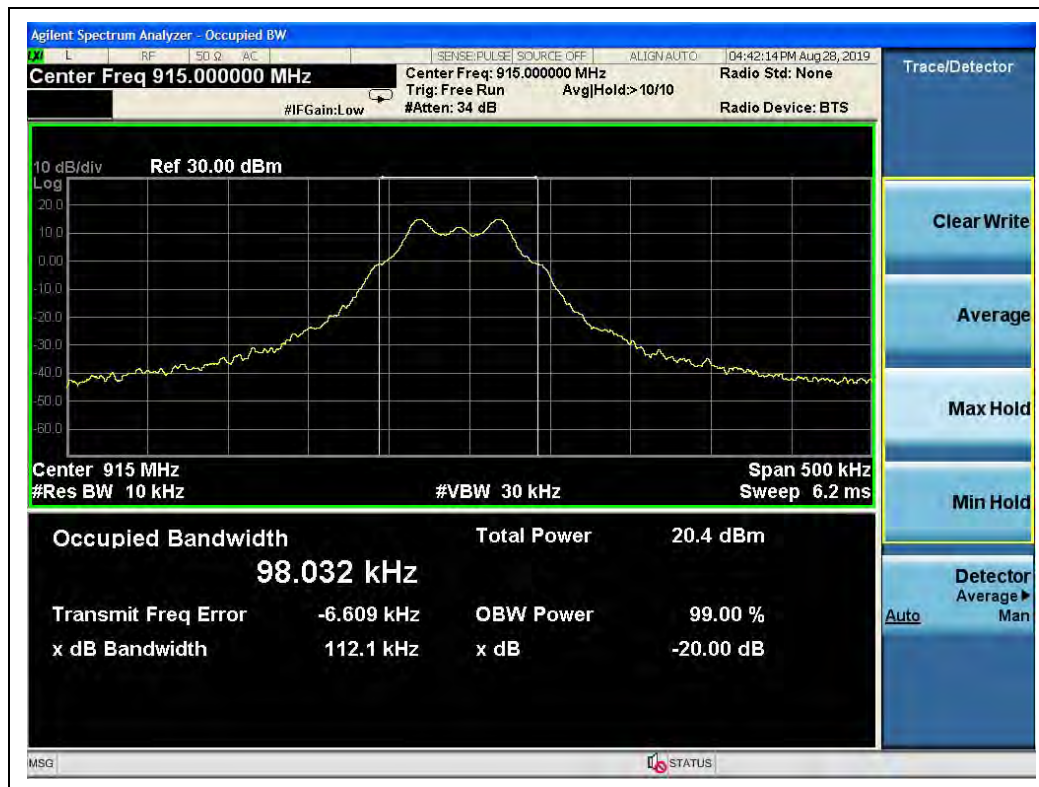 Agilent Spectrum Analyzer - Occupied BW
LXI L RF 50 Ω AC SENSE:PULSE SOURCE OFF ALIGN AUTO 04:42:14 PM Aug 28, 2019
Center Freq 915.000000 MHz
Center Freq: 915.000000 MHz
Radio Std: None
Trig: Free Run Avg|Hold:>10/10
#IFGain:Low
#Atten: 34 dB
Radio Device: BTS
10 dB/div Ref 30.00 dBm
Log
20.0
10.0
0.00
-10.0
-20.0
-30.0
-40.0
-50.0
-60.0
Center 915 MHz
Span 500 kHz
#Res BW 10 kHz
#VBW 30 kHz
Sweep 6.2 ms
Occupied Bandwidth
98.032 kHz
Total Power 20.4 dBm
Transmit Freq Error -6.609 kHz
OBW Power 99.00 %
x dB Bandwidth 112.1 kHz
x dB -20.00 dB
Trace/Detector
Clear Write
Average
Max Hold
Min Hold
Detector
Average
Auto Man
MSG
STATUS